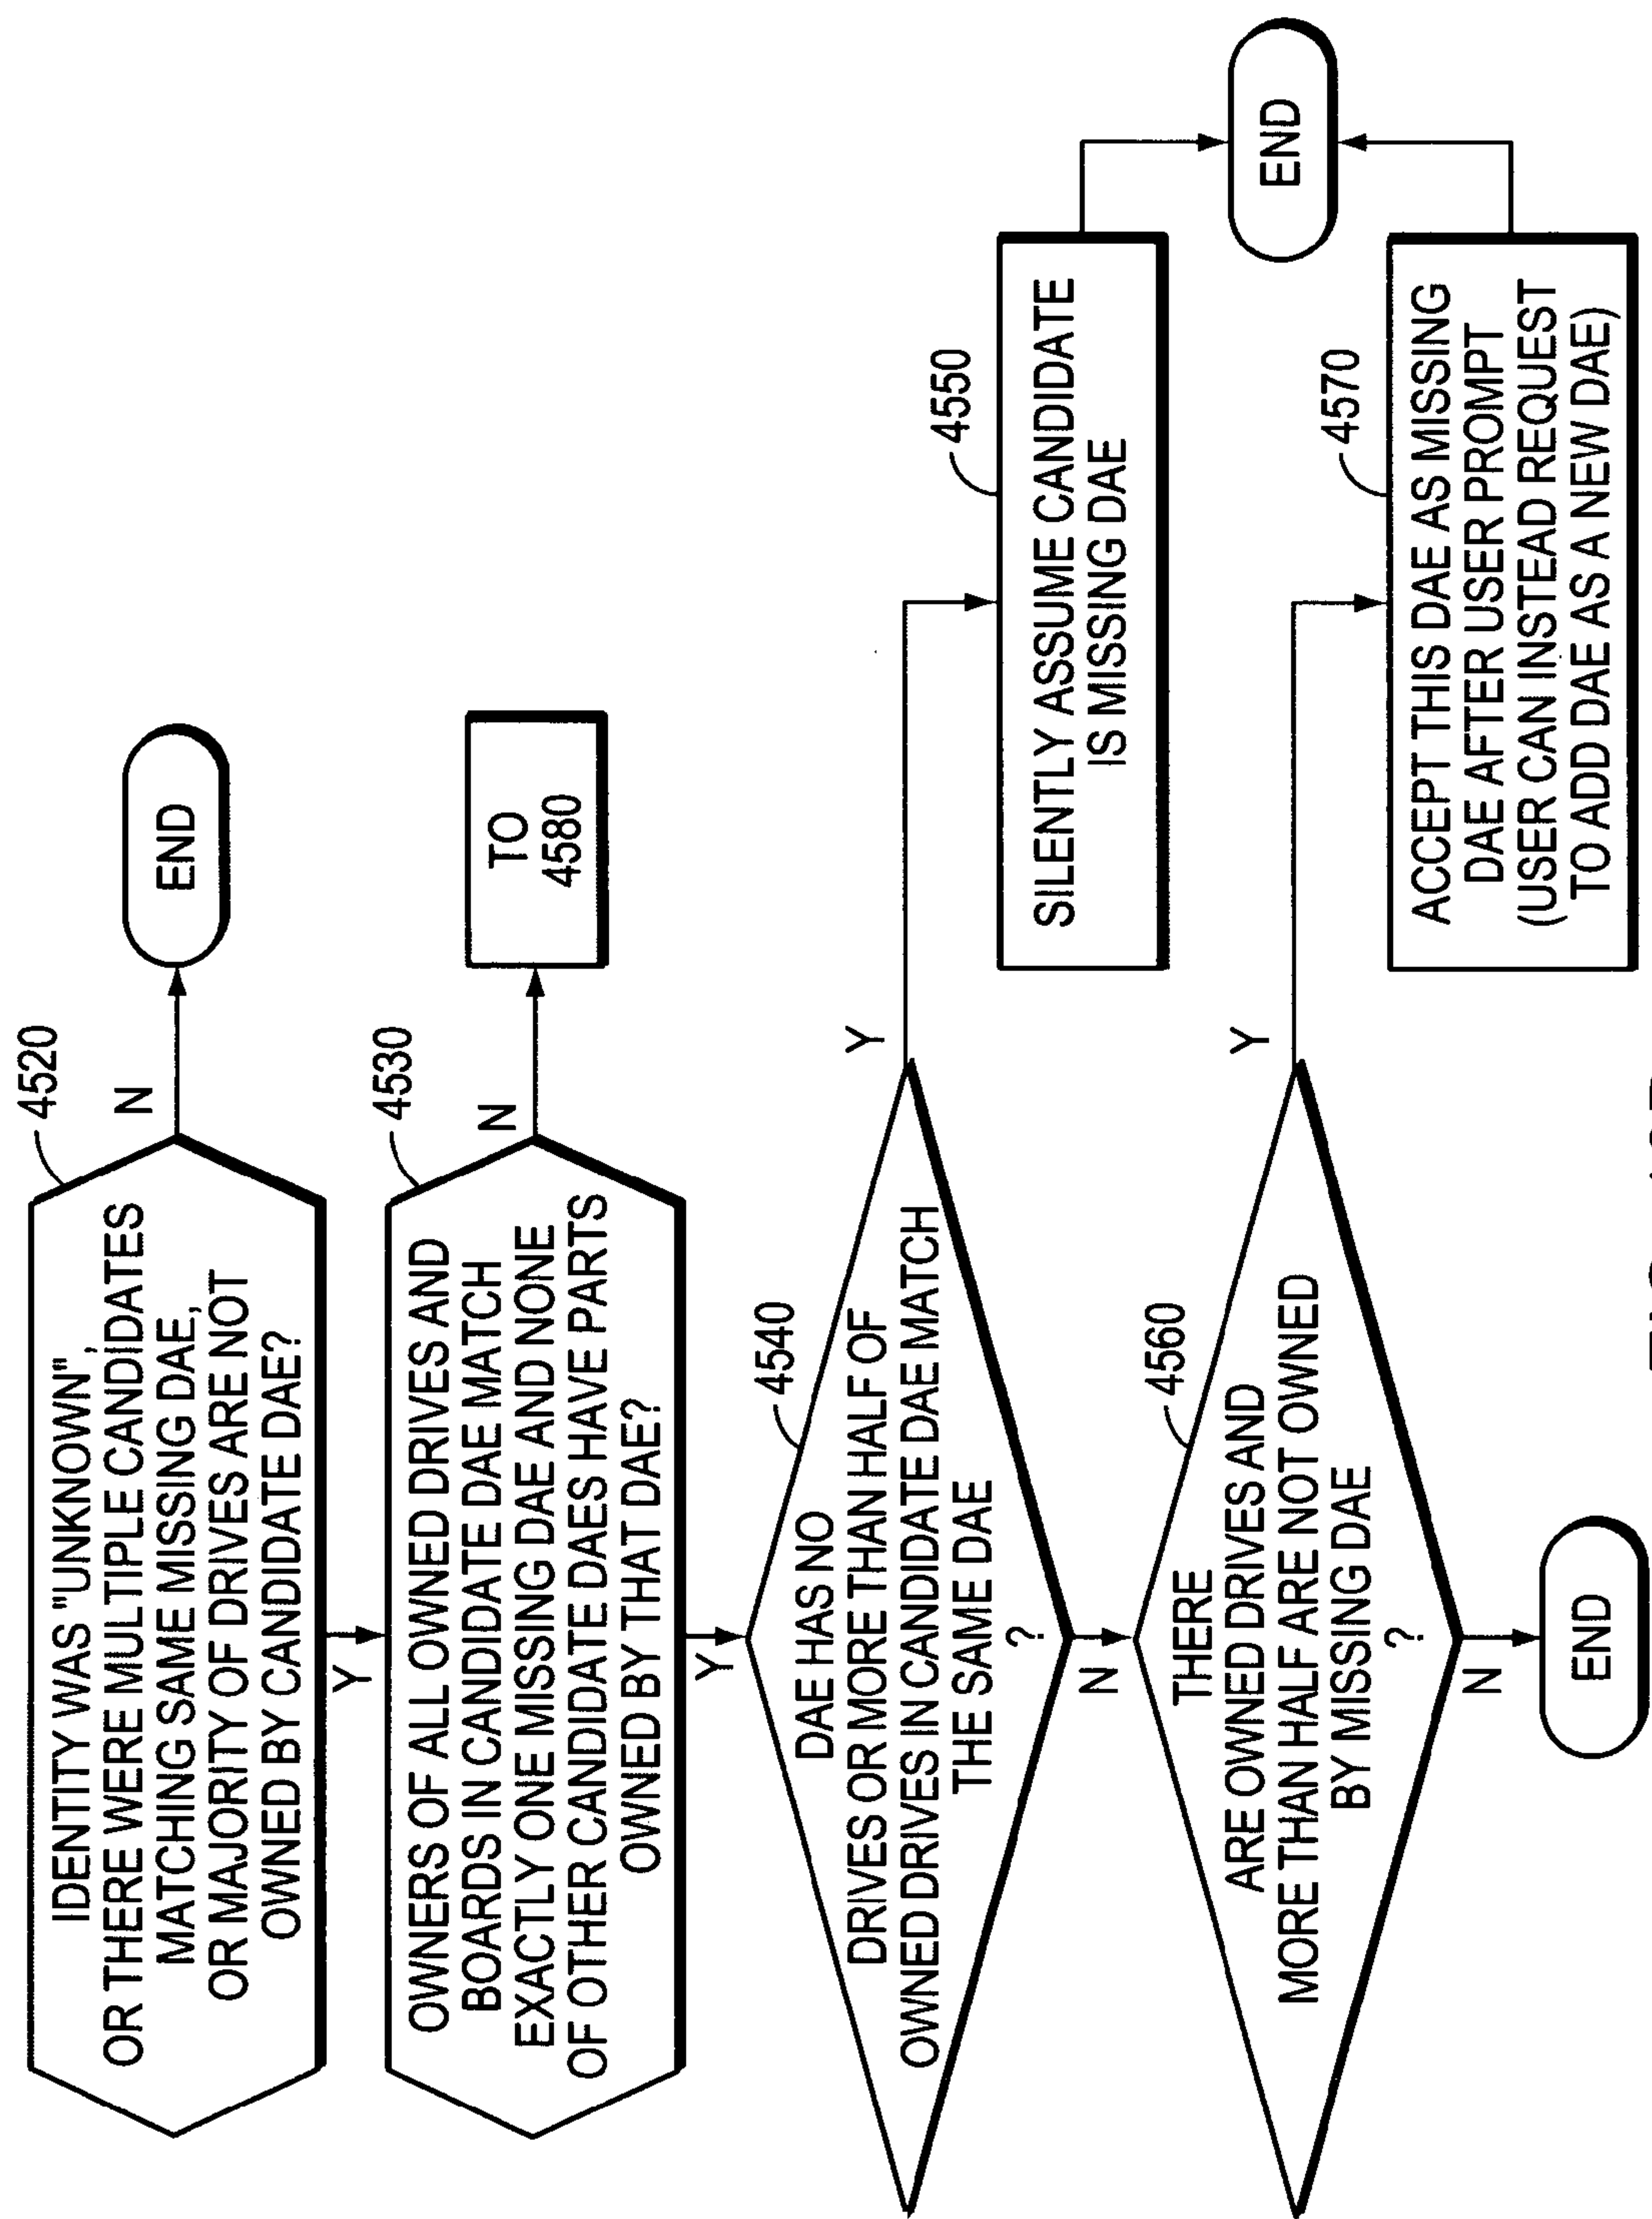 4520
IDENTITY WAS "UNKNOWN",
OR THERE WERE MULTIPLE CANDIDATES
MATCHING SAME MISSING DAE,
OR MAJORITY OF DRIVES ARE NOT
OWNED BY CANDIDATE DAE?
N
END
Y
4530
OWNERS OF ALL OWNED DRIVES AND
BOARDS IN CANDIDATE DAE MATCH
EXACTLY ONE MISSING DAE AND NONE
OF OTHER CANDIDATE DAES HAVE PARTS
OWNED BY THAT DAE?
N
TO
4580
Y
4540
DAE HAS NO
DRIVES OR MORE THAN HALF OF
OWNED DRIVES IN CANDIDATE DAE MATCH
THE SAME DAE
?
Y
4550
SILENTLY ASSUME CANDIDATE
IS MISSING DAE
N
4560
THERE
ARE OWNED DRIVES AND
MORE THAN HALF ARE NOT OWNED
BY MISSING DAE
?
Y
4570
ACCEPT THIS DAE AS MISSING
DAE AFTER USER PROMPT
(USER CAN INSTEAD REQUEST
TO ADD DAE AS A NEW DAE)
END
N
END